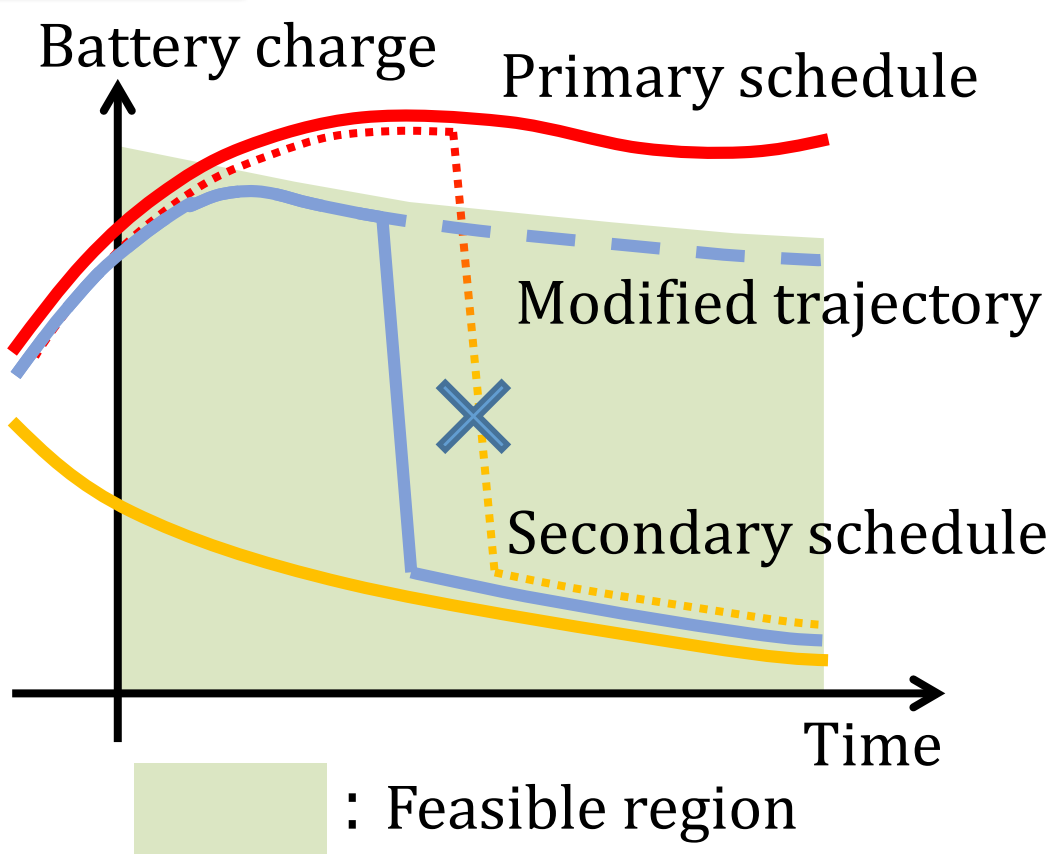 Battery charge
Primary schedule
Modified trajectory
Secondary schedule
Time
: Feasible region